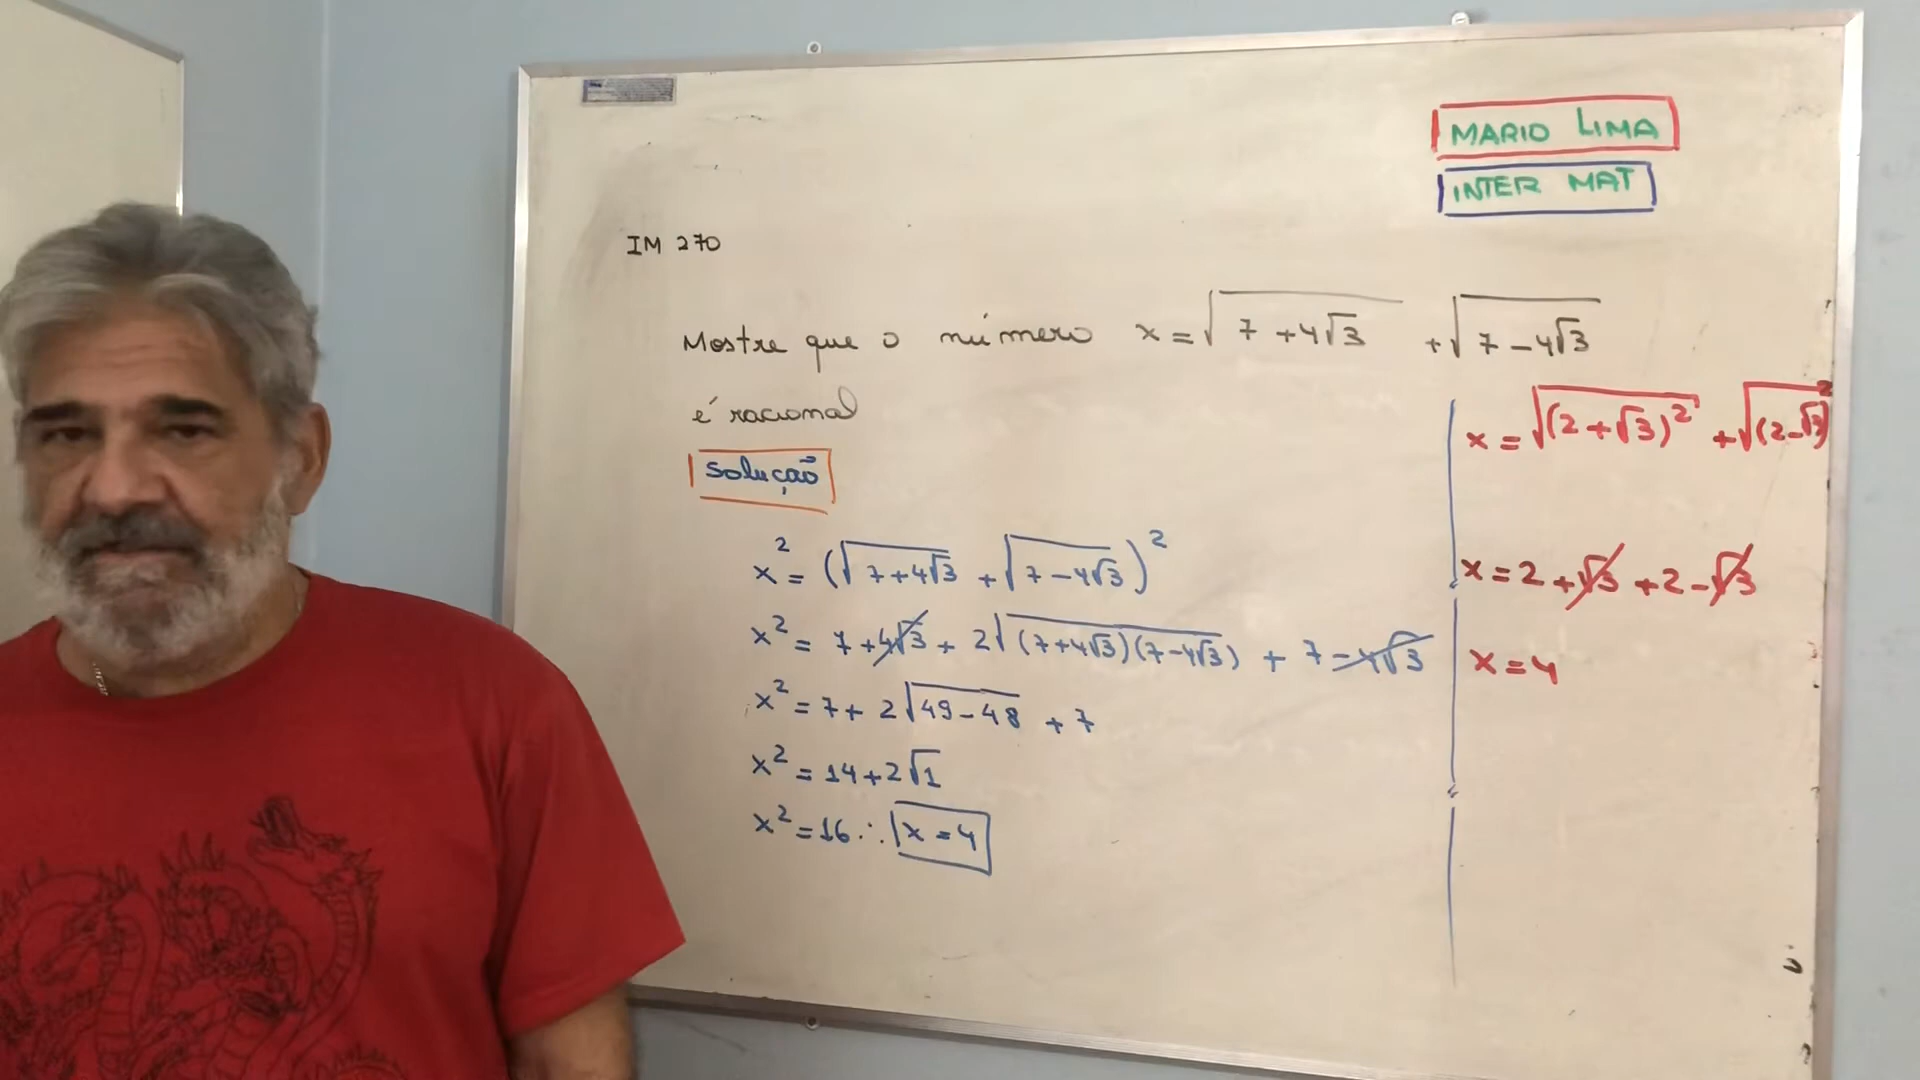 MARIO LIMA
INTER MAT
IM 270
Mostre que o número x = √(7 + 4√3) + √(7 − 4√3)
é racional
Solução
x² = (√(7+4√3) + √(7−4√3))²
x² = 7 + 4√3 + 2√((7+4√3)(7−4√3)) + 7 − 4√3
x² = 7 + 2√(49 − 48) + 7
x² = 14 + 2√1
x² = 16 ∴ x = 4
x = √((2 + √3)²) + √((2 − √3)²)
x = 2 + √3 + 2 − √3
x = 4